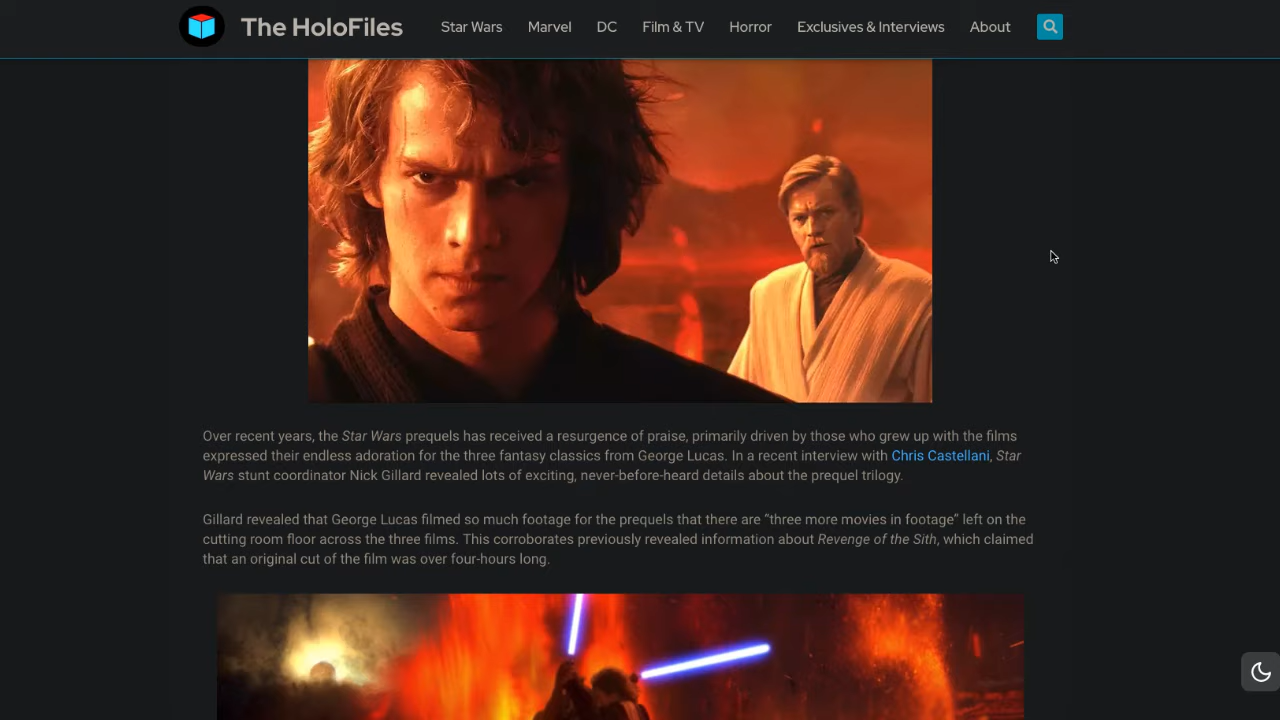 The HoloFiles
Star Wars
Marvel
DC
Film & TV
Horror
Exclusives & Interviews
About
Over recent years, the Star Wars prequels has received a resurgence of praise, primarily driven by those who grew up with the films
expressed their endless adoration for the three fantasy classics from George Lucas. In a recent interview with Chris Castellani, Star
Wars stunt coordinator Nick Gillard revealed lots of exciting, never-before-heard details about the prequel trilogy.
Gillard revealed that George Lucas filmed so much footage for the prequels that there are “three more movies in footage” left on the
cutting room floor across the three films. This corroborates previously revealed information about Revenge of the Sith, which claimed
that an original cut of the film was over four-hours long.